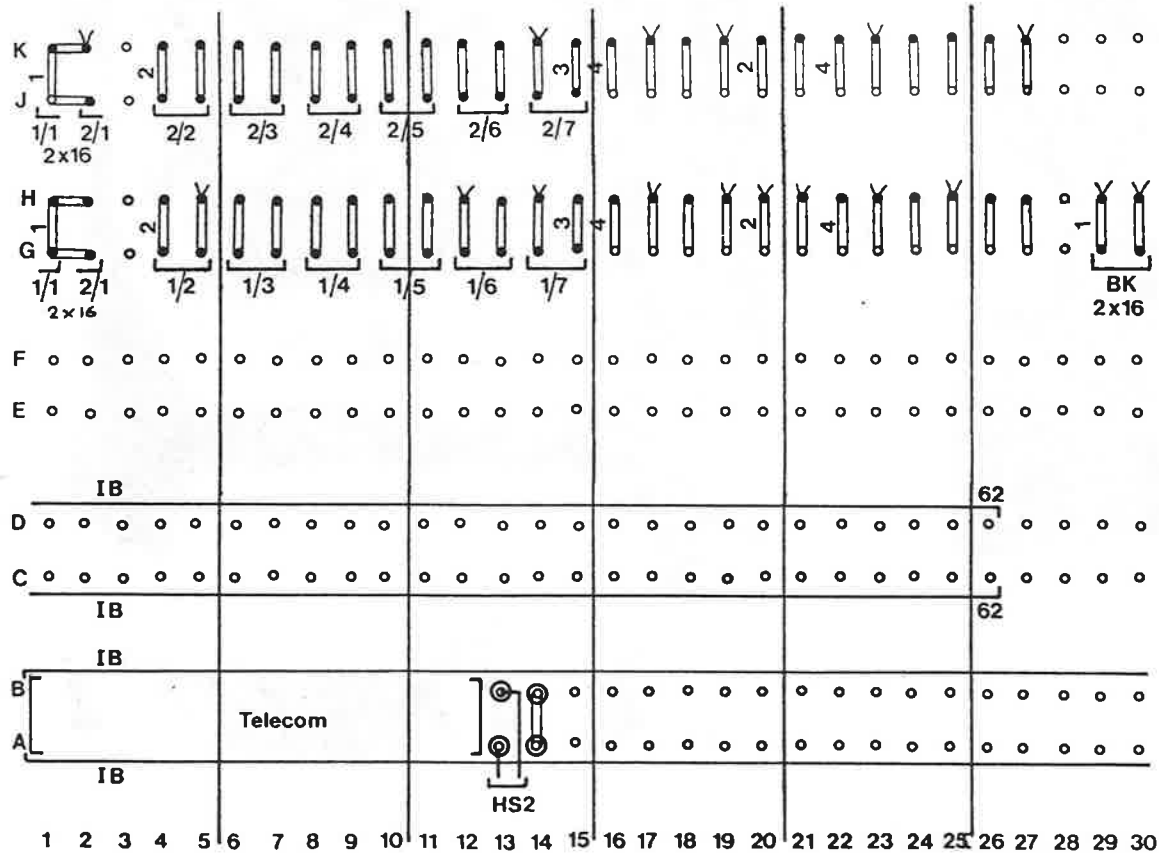 K
1 2 3 4 2 4
J
1/1 2/1 2/2 2/3 2/4 2/5 2/6 2/7
2x16
H
1 2 3 4 2 4 1
G
1/1 2/1 1/2 1/3 1/4 1/5 1/6 1/7 BK
2x16 2x16
F
E
IB 62
D
C
IB 62
IB
B
Telecom
A
IB
HS2
1 2 3 4 5 6 7 8 9 10 11 12 13 14 15 16 17 18 19 20 21 22 23 24 25 26 27 28 29 30